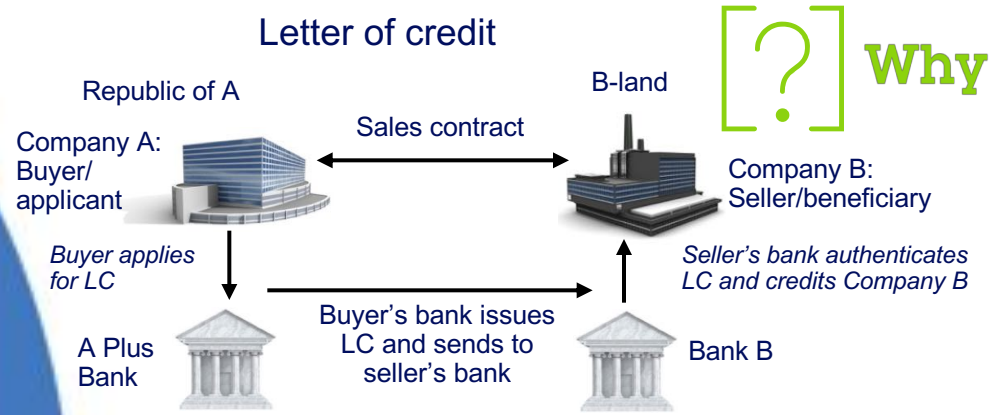 Letter of credit
?
Why
Republic of A
B-land
Sales contract
Company A:
Buyer/
applicant
Company B:
Seller/beneficiary
Buyer applies
for LC
Seller’s bank authenticates
LC and credits Company B
Buyer’s bank issues
LC and sends to
seller’s bank
A Plus
Bank
Bank B